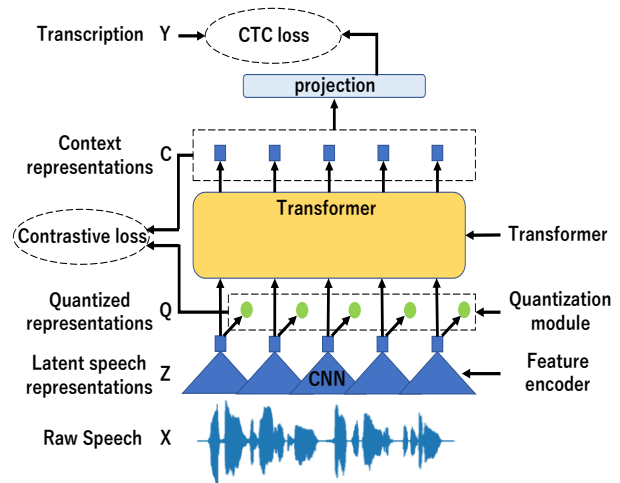 Transcription Y
CTC loss
projection
Context
representations C
Transformer
Contrastive loss
Transformer
Quantized
representations Q
Quantization
module
Latent speech
representations Z
CNN
Feature
encoder
Raw Speech X